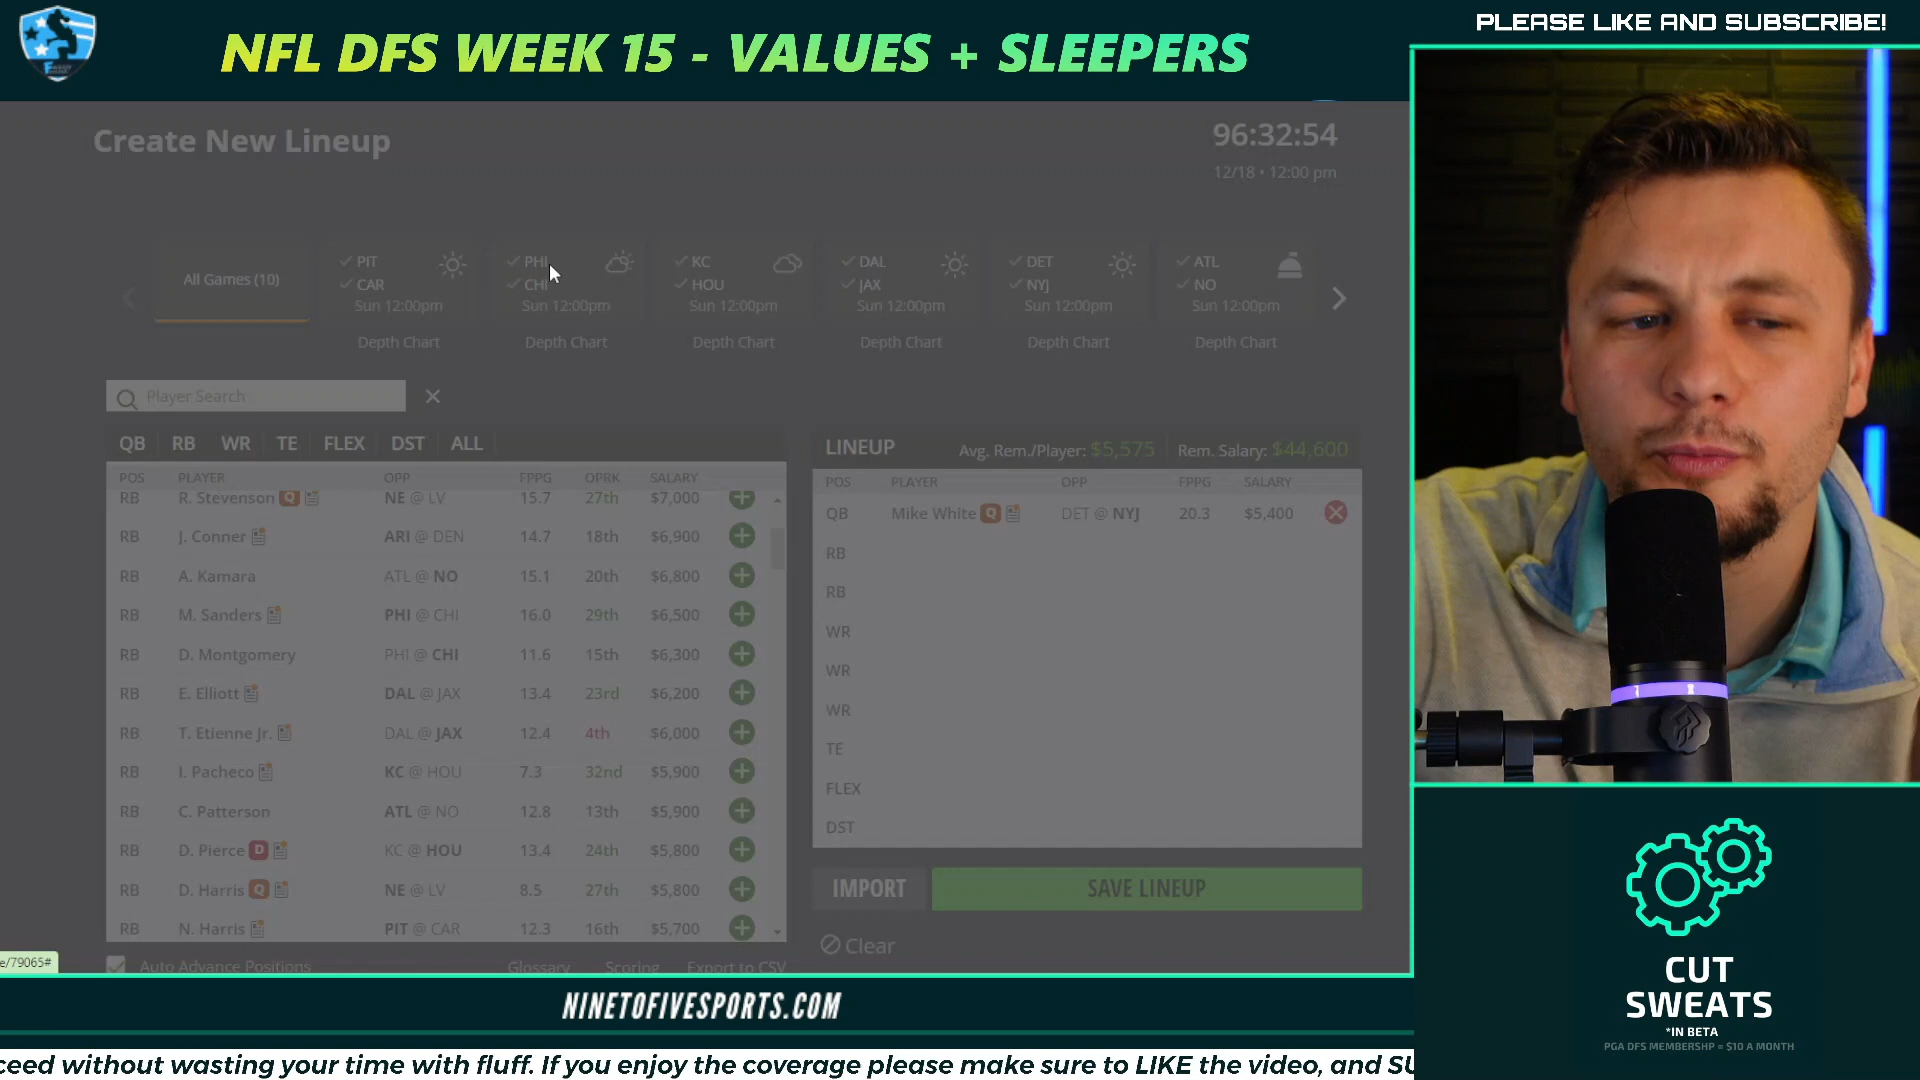 PLEASE LIKE AND SUBSCRIBE!
NFL DFS WEEK 15 - VALUES + SLEEPERS
Create New Lineup
96:32:54
12/18 • 12:00 pm
All Games (10)
PIT
CAR
Sun 12:00pm
Depth Chart
PHI
CHI
Sun 12:00pm
Depth Chart
KC
HOU
Sun 12:00pm
Depth Chart
DAL
JAX
Sun 12:00pm
Depth Chart
DET
NYJ
Sun 12:00pm
Depth Chart
ATL
NO
Sun 12:00pm
Depth Chart
Player Search
QB RB WR TE FLEX DST ALL
POS PLAYER OPP FPPG OPRK SALARY
RB R. Stevenson Q NE @ LV 15.7 27th $7,000
RB J. Conner ARI @ DEN 14.7 18th $6,900
RB A. Kamara ATL @ NO 15.1 20th $6,800
RB M. Sanders PHI @ CHI 16.0 29th $6,500
RB D. Montgomery PHI @ CHI 11.6 15th $6,300
RB E. Elliott DAL @ JAX 13.4 23rd $6,200
RB T. Etienne Jr. DAL @ JAX 12.4 4th $6,000
RB I. Pacheco KC @ HOU 7.3 32nd $5,900
RB C. Patterson ATL @ NO 12.8 13th $5,900
RB D. Pierce D KC @ HOU 13.4 24th $5,800
RB D. Harris Q NE @ LV 8.5 27th $5,800
RB N. Harris PIT @ CAR 12.3 16th $5,700
Auto Advance Positions Glossary Scoring Export to CSV
e/79065#
LINEUP Avg. Rem./Player: $5,575 Rem. Salary: $44,600
POS PLAYER OPP FPPG SALARY
QB Mike White Q DET @ NYJ 20.3 $5,400
RB
RB
WR
WR
WR
TE
FLEX
DST
IMPORT SAVE LINEUP
Clear
CUT
SWEATS
*IN BETA
PGA DFS MEMBERSHP = $10 A MONTH
NINETOFIVESPORTS.COM
ceed without wasting your time with fluff. If you enjoy the coverage please make sure to LIKE the video, and SU